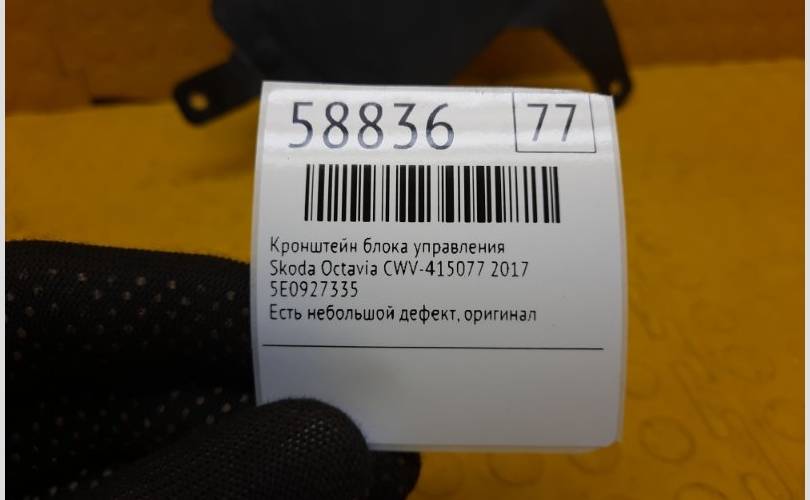 58836 77
Кронштейн блока управления
Skoda Octavia CWV-415077 2017
5E0927335
Есть небольшой дефект, оригинал